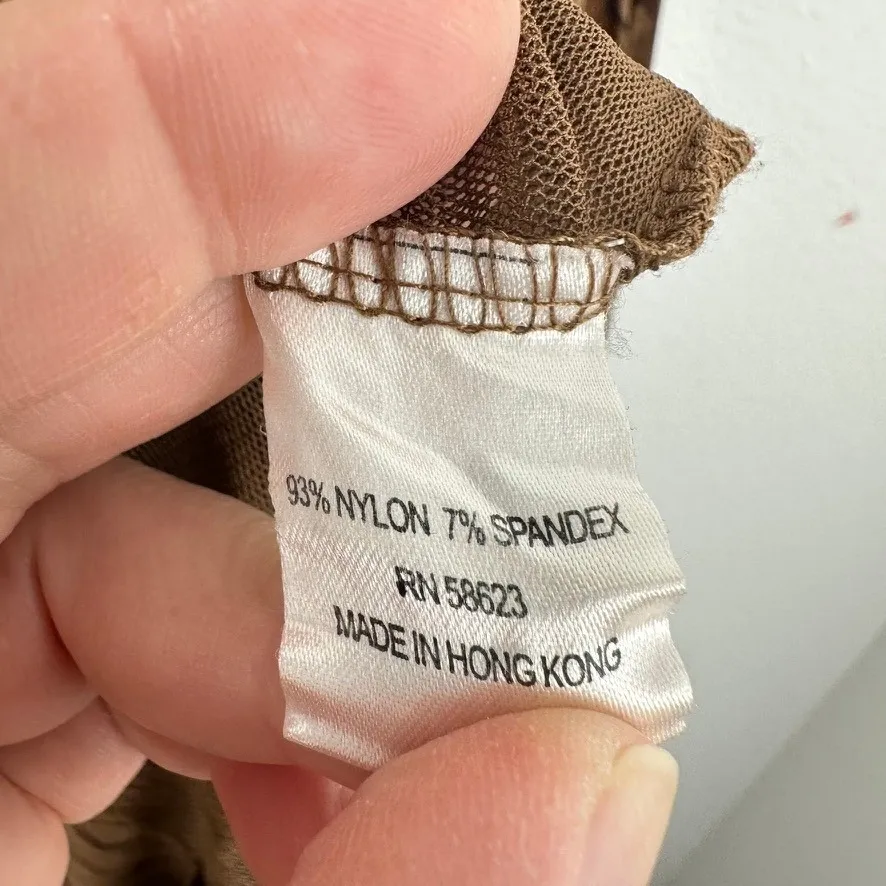 93% NYLON 7% SPANDEX
RN 58623
MADE IN HONG KONG